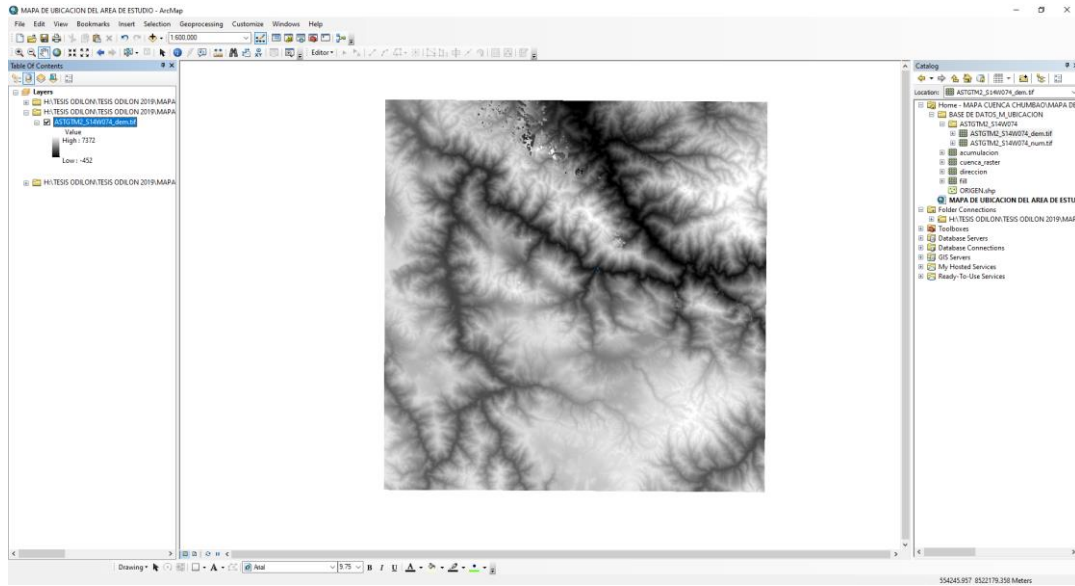 MAPA DE UBICACION DEL AREA DE ESTUDIO - ArcMap
File Edit View Bookmarks Insert Selection Geoprocessing Customize Windows Help
1:600,000
Editor
Table Of Contents
Layers
H:\TESIS ODILON\TESIS ODILON 2019\MAPA
H:\TESIS ODILON\TESIS ODILON 2019\MAPA
ASTGTM2_S14W074_dem.tif
Value
High : 7372
Low : -452
H:\TESIS ODILON\TESIS ODILON 2019\MAPA
Catalog
Location: ASTGTM2_S14W074_dem.tif
Home - MAPA CUENCA CHUMBAO\MAPA DE
BASE DE DATOS_M_UBICACION
ASTGTM2_S14W074
ASTGTM2_S14W074_dem.tif
ASTGTM2_S14W074_num.tif
acumulacion
cuenca_raster
direccion
fill
ORIGEN.shp
MAPA DE UBICACION DEL AREA DE ESTU
Folder Connections
H:\TESIS ODILON\TESIS ODILON 2019\MAP
Toolboxes
Database Servers
Database Connections
GIS Servers
My Hosted Services
Ready-To-Use Services
Drawing A Arial 9.75 B I U A
554245.957 8522179.358 Meters